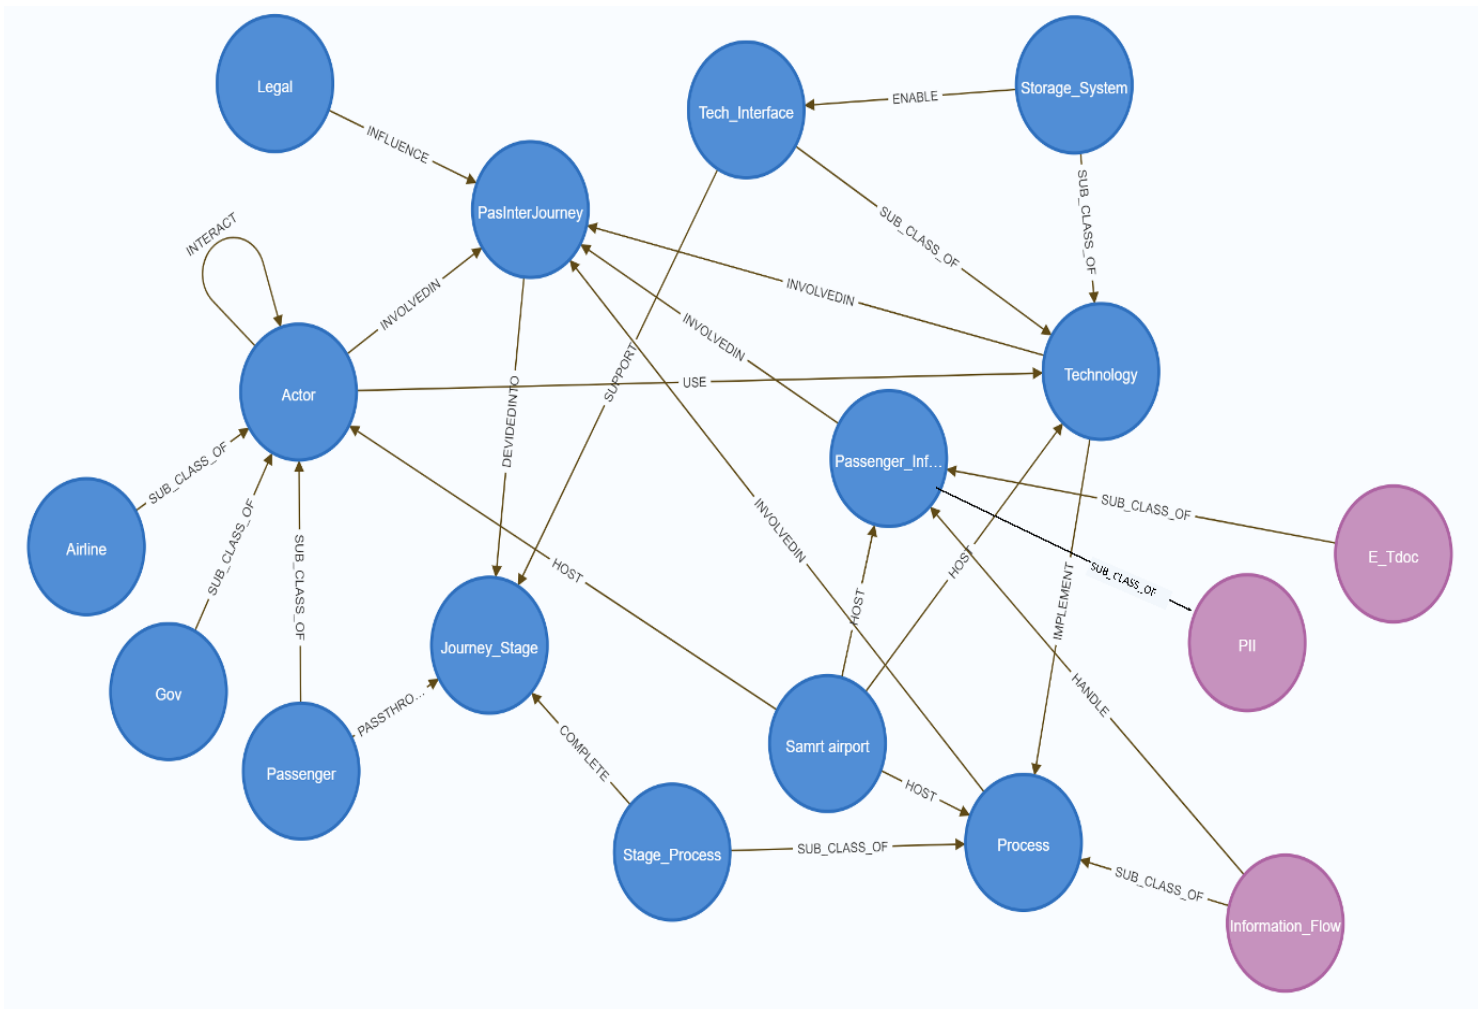 Legal
Tech_Interface
Storage_System
ENABLE
INFLUENCE
PasInterJourney
SUB_CLASS_OF
SUB_CLASS_OF
INTERACT
INVOLVEDIN
INVOLVEDIN
INVOLVEDIN
SUPPORT
Actor
USE
Technology
DEVIDEDINTO
Passenger_Inf...
SUB_CLASS_OF
SUB_CLASS_OF
SUB_CLASS_OF
SUB_CLASS_OF
Airline
INVOLVEDIN
HOST
HOST
SUB_CLASS_OF
E_Tdoc
SUB_CLASS_OF
IMPLEMENT
HOST
Journey_Stage
PII
Gov
PASSTHRO...
HANDLE
Passenger
COMPLETE
Samrt airport
HOST
Stage_Process
SUB_CLASS_OF
Process
SUB_CLASS_OF
Information_Flow